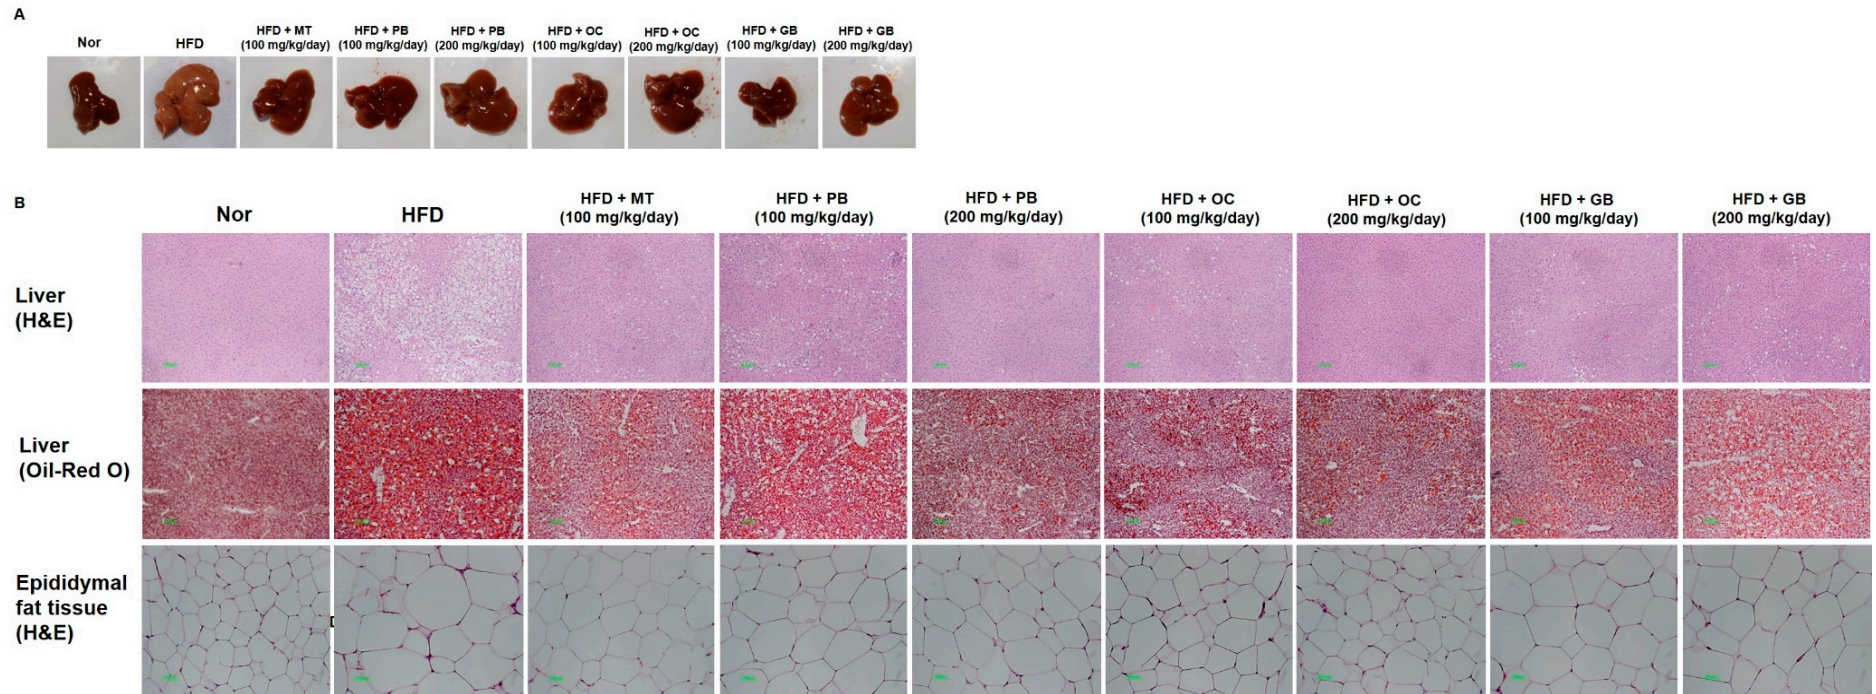 A
Nor
HFD
HFD + MT
(100 mg/kg/day)
HFD + PB
(100 mg/kg/day)
HFD + PB
(200 mg/kg/day)
HFD + OC
(100 mg/kg/day)
HFD + OC
(200 mg/kg/day)
HFD + GB
(100 mg/kg/day)
HFD + GB
(200 mg/kg/day)
B
Nor
HFD
HFD + MT
(100 mg/kg/day)
HFD + PB
(100 mg/kg/day)
HFD + PB
(200 mg/kg/day)
HFD + OC
(100 mg/kg/day)
HFD + OC
(200 mg/kg/day)
HFD + GB
(100 mg/kg/day)
HFD + GB
(200 mg/kg/day)
Liver
(H&E)
Liver
(Oil-Red O)
Epididymal
fat tissue
(H&E)